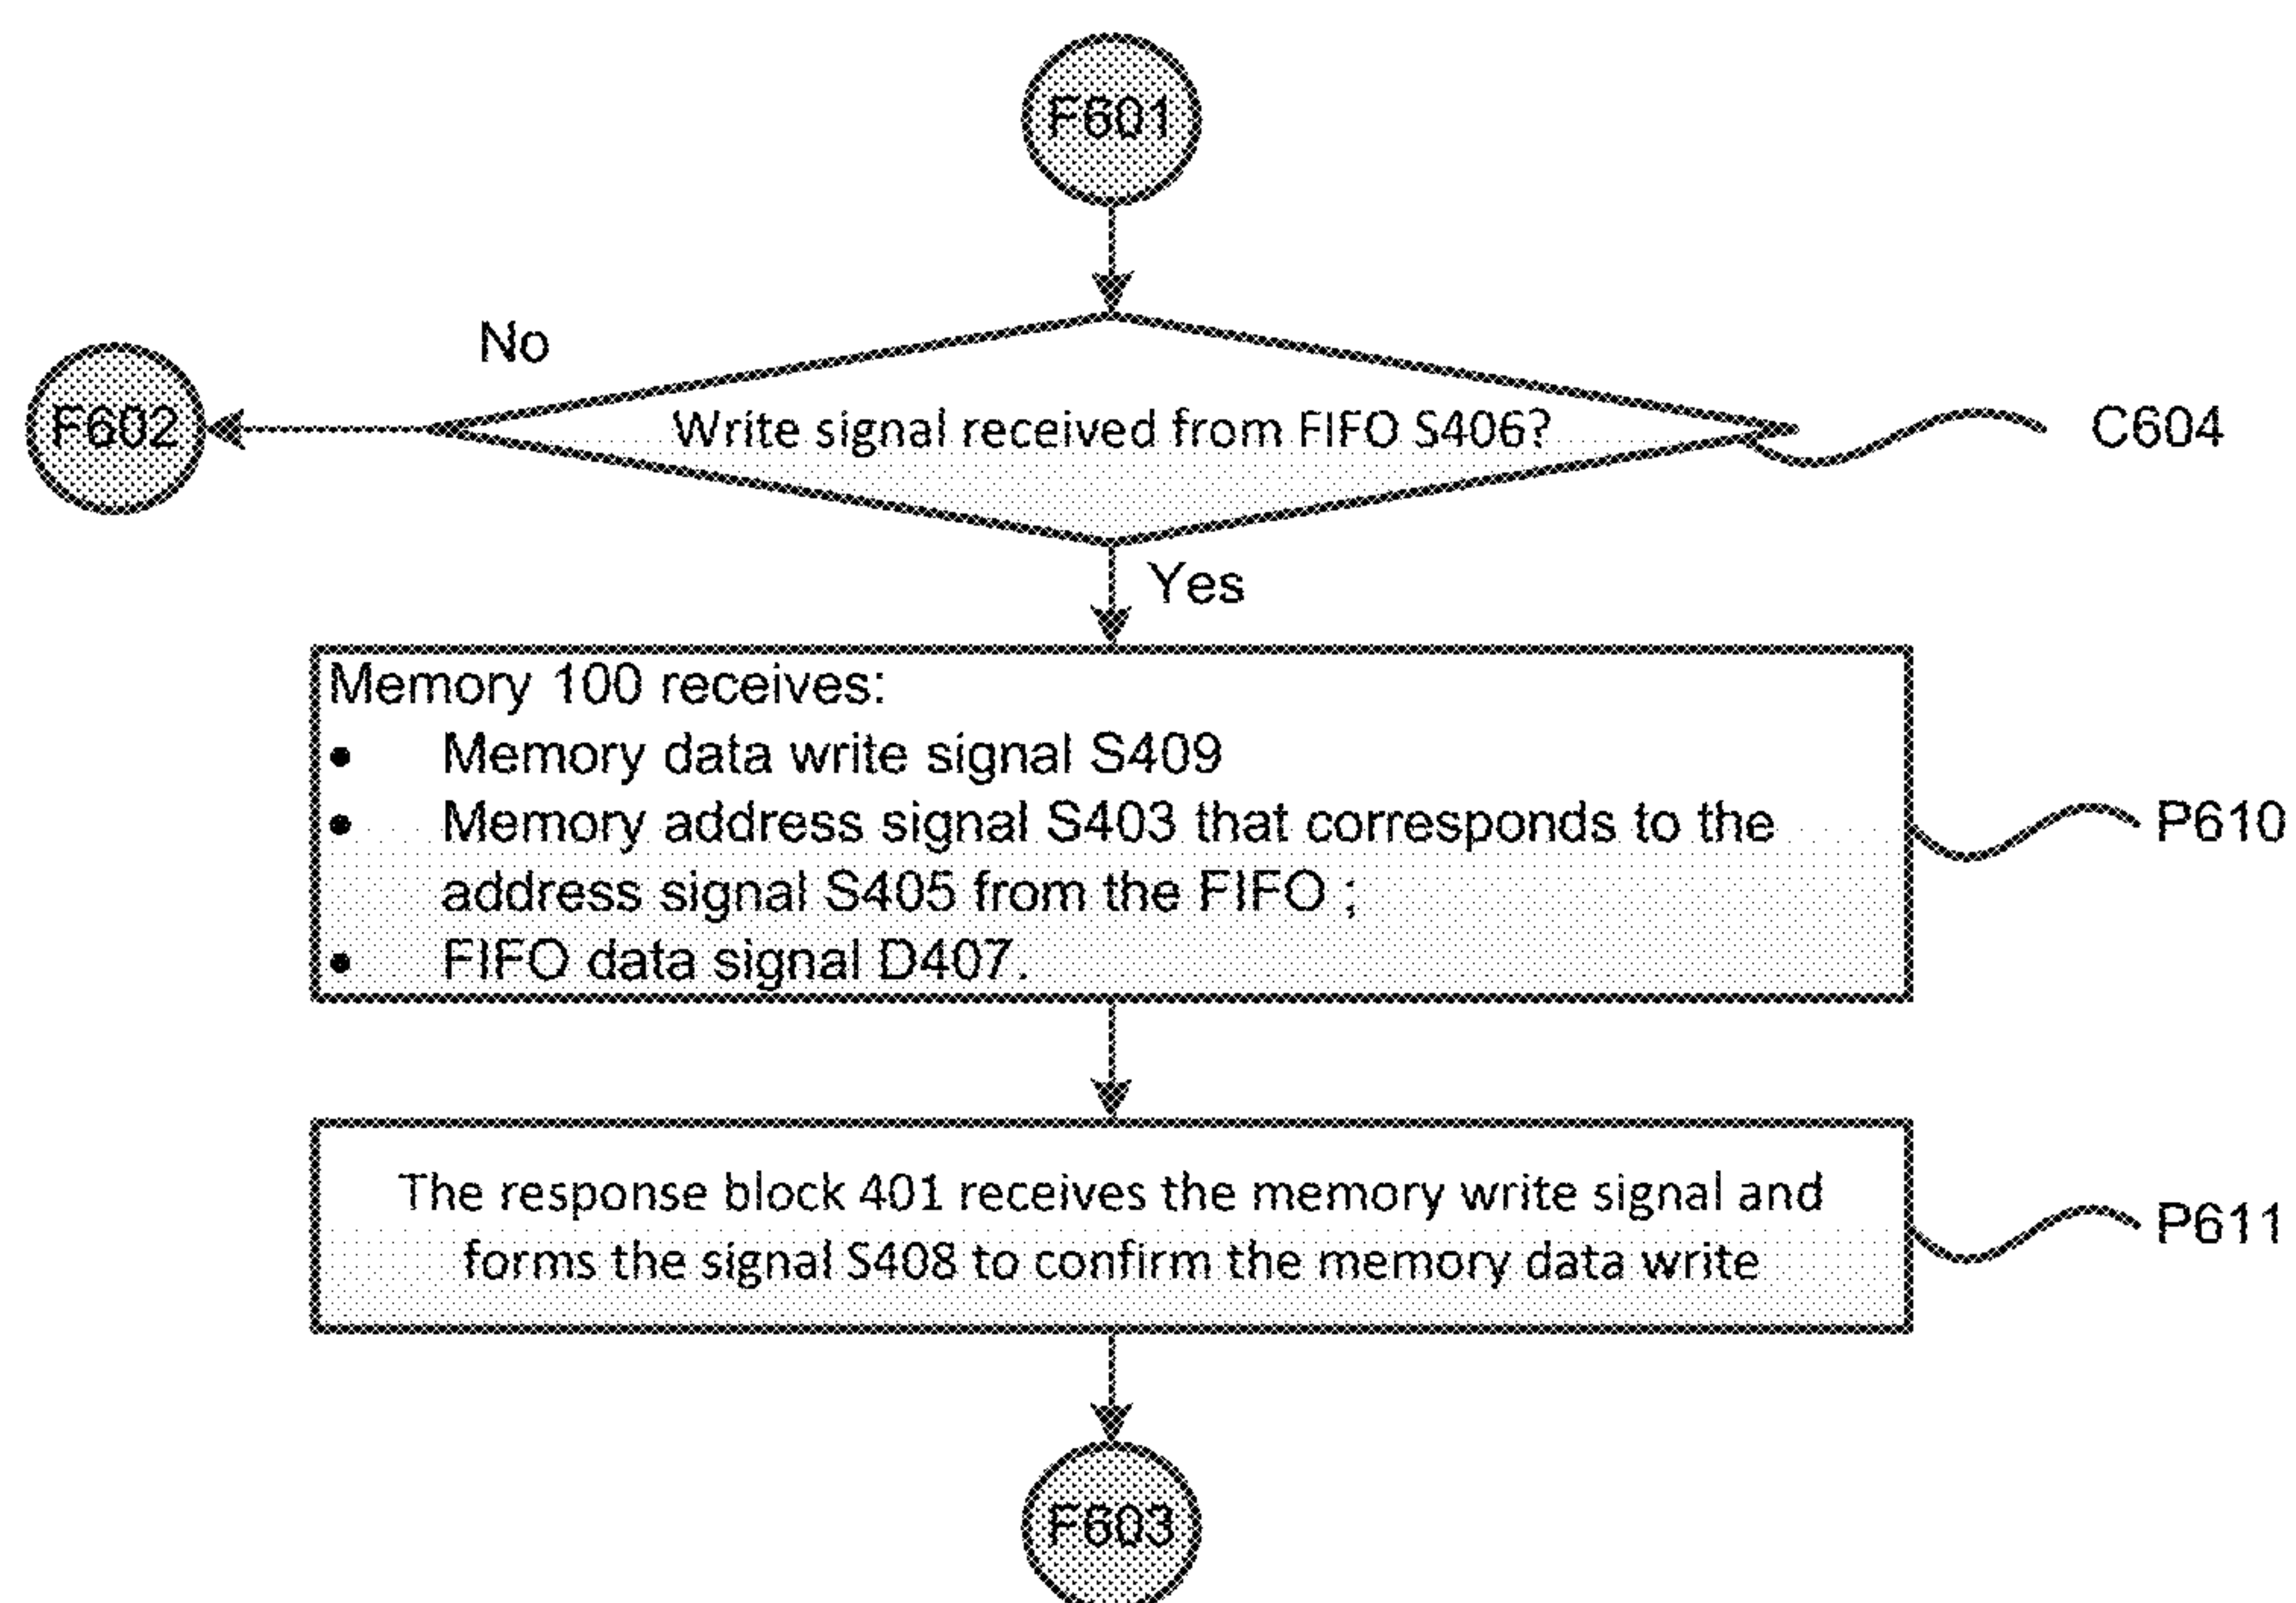 F601
No
F602
Write signal received from FIFO S406?
C604
Yes
Memory 100 receives:
• Memory data write signal S409
• Memory address signal S403 that corresponds to the
address signal S405 from the FIFO ;
• FIFO data signal D407.
P610
The response block 401 receives the memory write signal and
forms the signal S408 to confirm the memory data write
P611
F603